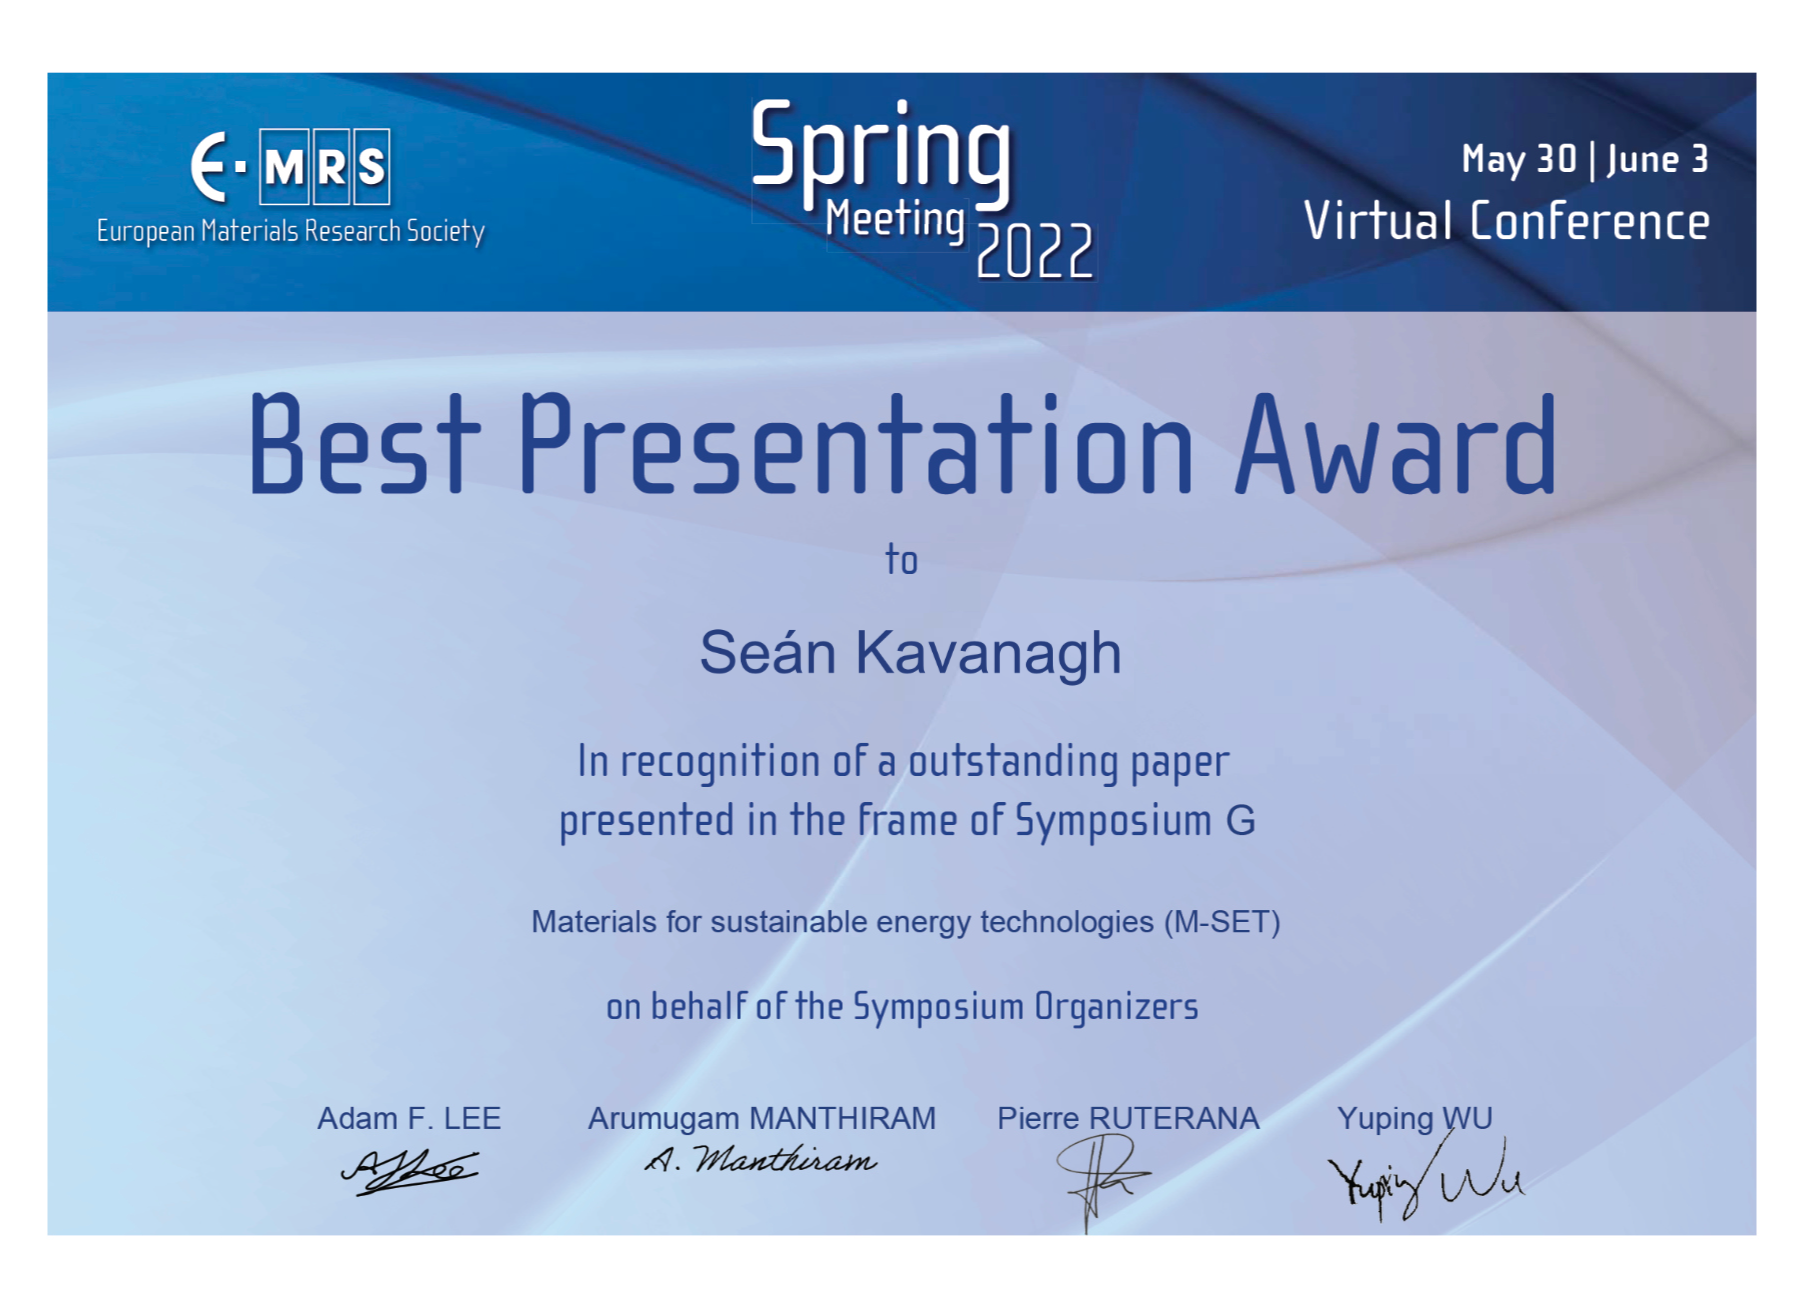 E·MRS
European Materials Research Society
Spring
Meeting
2022
May 30 | June 3
Virtual Conference
Best Presentation Award
to
Seán Kavanagh
In recognition of a outstanding paper
presented in the frame of Symposium G
Materials for sustainable energy technologies (M-SET)
on behalf of the Symposium Organizers
Adam F. LEE Arumugam MANTHIRAM Pierre RUTERANA Yuping WU
AFLee A. Manthiram Yuping Wu